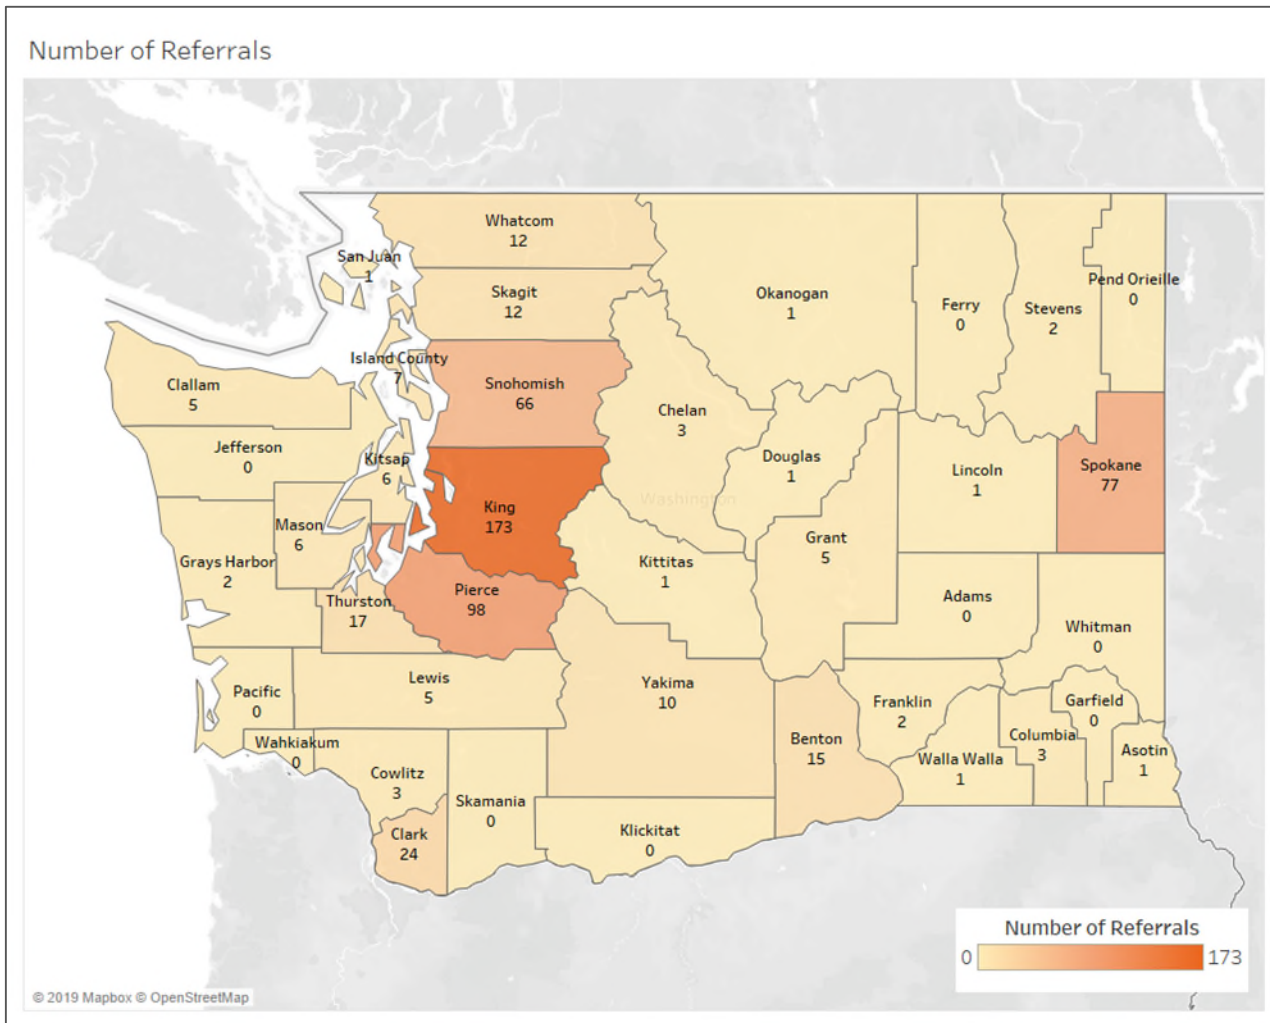 Number of Referrals
Whatcom
12
San Juan
1
Skagit
12
Okanogan
1
Ferry
0
Stevens
2
Pend Orieille
0
Island County
7
Clallam
5
Snohomish
66
Chelan
3
Jefferson
0
Kitsap
6
Douglas
1
Lincoln
1
Spokane
77
Washington
King
173
Mason
6
Grant
5
Grays Harbor
2
Kittitas
1
Pierce
98
Thurston
17
Adams
0
Whitman
0
Lewis
5
Yakima
10
Pacific
0
Franklin
2
Garfield
0
Wahkiakum
0
Benton
15
Columbia
3
Asotin
1
Walla Walla
1
Cowlitz
3
Skamania
0
Clark
24
Klickitat
0
Number of Referrals
0 173
© 2019 Mapbox © OpenStreetMap